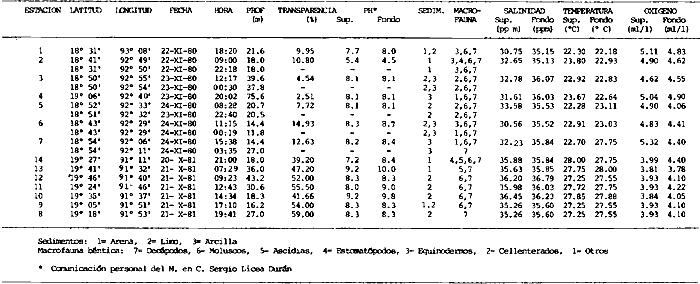 ESTACION LATITUD LONGITUD FECHA HORA PROF TRANSPARENCIA PH* SEDIM. MACRO- SALINIDAD TEMPERATURA OXIGENO
(m) (%) Sup. Fondo FAUNA Sup. Fondo Sup. Fondo Sup. Fondo
(pp m) (ppm) (°C) (° C) (ml/l) (ml/l)
1 18° 31' 93° 08' 22-XI-80 18:20 21.6 9.95 7.7 8.0 1,2 3,6,7 30.75 35.15 22.30 22.18 5.11 4.83
2 18° 41' 92° 49' 22-XI-80 09:00 18.0 10.80 5.4 4.5 1 3,4,6,7 32.65 35.13 23.80 22.93 4.90 4.62
18° 31' 92° 50' 22-XI-80 22:18 18.0 - - 1 3,6,7
3 18° 50' 92° 55' 23-XI-80 12:17 39.6 4.54 8.1 8.1 2,3 2,6,7 32.78 36.07 22.92 22.83 4.62 4.55
18° 50' 92° 54' 23-XI-80 00:30 37.8 - - 2,3 2,6,7
4 19° 06' 92° 40' 23-XI-80 20:02 75.6 2.51 8.1 8.1 3 6,7 31.61 36.03 23.67 22.64 5.04 4.90
5 18° 52' 92° 33' 24-XI-80 08:22 20.7 7.72 8.1 8.1 2 2,6,7 33.58 35.53 22.28 23.11 4.90 4.06
18° 51' 92° 32' 23-XI-80 22:40 20.5 - - 2 2,6,7
6 18° 43' 92° 29' 24-XI-80 11:15 14.4 14.93 8.3 8.7 2,3 3,6,7 30.56 35.52 22.91 23.03 4.83 4.41
18° 43' 92° 29' 24-XI-80 00:19 11.8 - - 2,3 1,6,7
7 18° 54' 92° 06' 24-XI-80 15:38 14.4 12.63 8.2 8.4 3 1,6,7 32.23 35.84 22.70 22.75 5.32 4.40
18° 54' 92° 11' 24-XI-80 03:35 27.0 - - 3 7
14 19° 27' 91° 11' 20- X-81 21:00 18.0 39.20 7.2 8.4 1 4,5,6,7 35.88 35.84 28.00 27.75 3.99 4.40
13 19° 41' 91° 32' 21- X-81 07:29 36.0 47.20 9.2 10.0 1 5,7 35.63 35.85 27.75 28.00 3.81 3.78
12 19° 46' 91° 40' 21- X-81 09:23 43.2 52.00 8.3 8.3 2 6,7 36.20 36.79 27.25 27.55 3.93 4.10
11 19° 24' 91° 46' 21- X-81 12:43 30.6 55.50 8.0 9.0 2 6,7 35.98 36.03 27.72 27.75 3.93 4.22
10 19° 35' 91° 37' 21- X-81 14:34 18.3 41.66 9.2 9.8 2 6,7 36.45 36.23 27.85 27.88 3.84 4.05
9 19° 05' 91° 51' 21- X-81 17:10 16.2 54.00 8.3 8.3 1,2 6,7 35.26 35.60 27.25 27.55 3.93 4.10
8 19° 18' 91° 53' 21- X-81 19:41 27.0 59.00 8.3 8.3 2 7 35.26 35.60 27.25 27.55 3.93 4.10
Sedimentos: 1= Arena, 2= Limo, 3= Arcilla
Macrofauna béntica: 7= Decápodos, 6= Moluscos, 5= Ascidias, 4= Estomatópodos, 3= Equinodermos, 2- Cellenterados, 1- Otros
* Comunicación personal del M. en C. Sergio Licea Durán